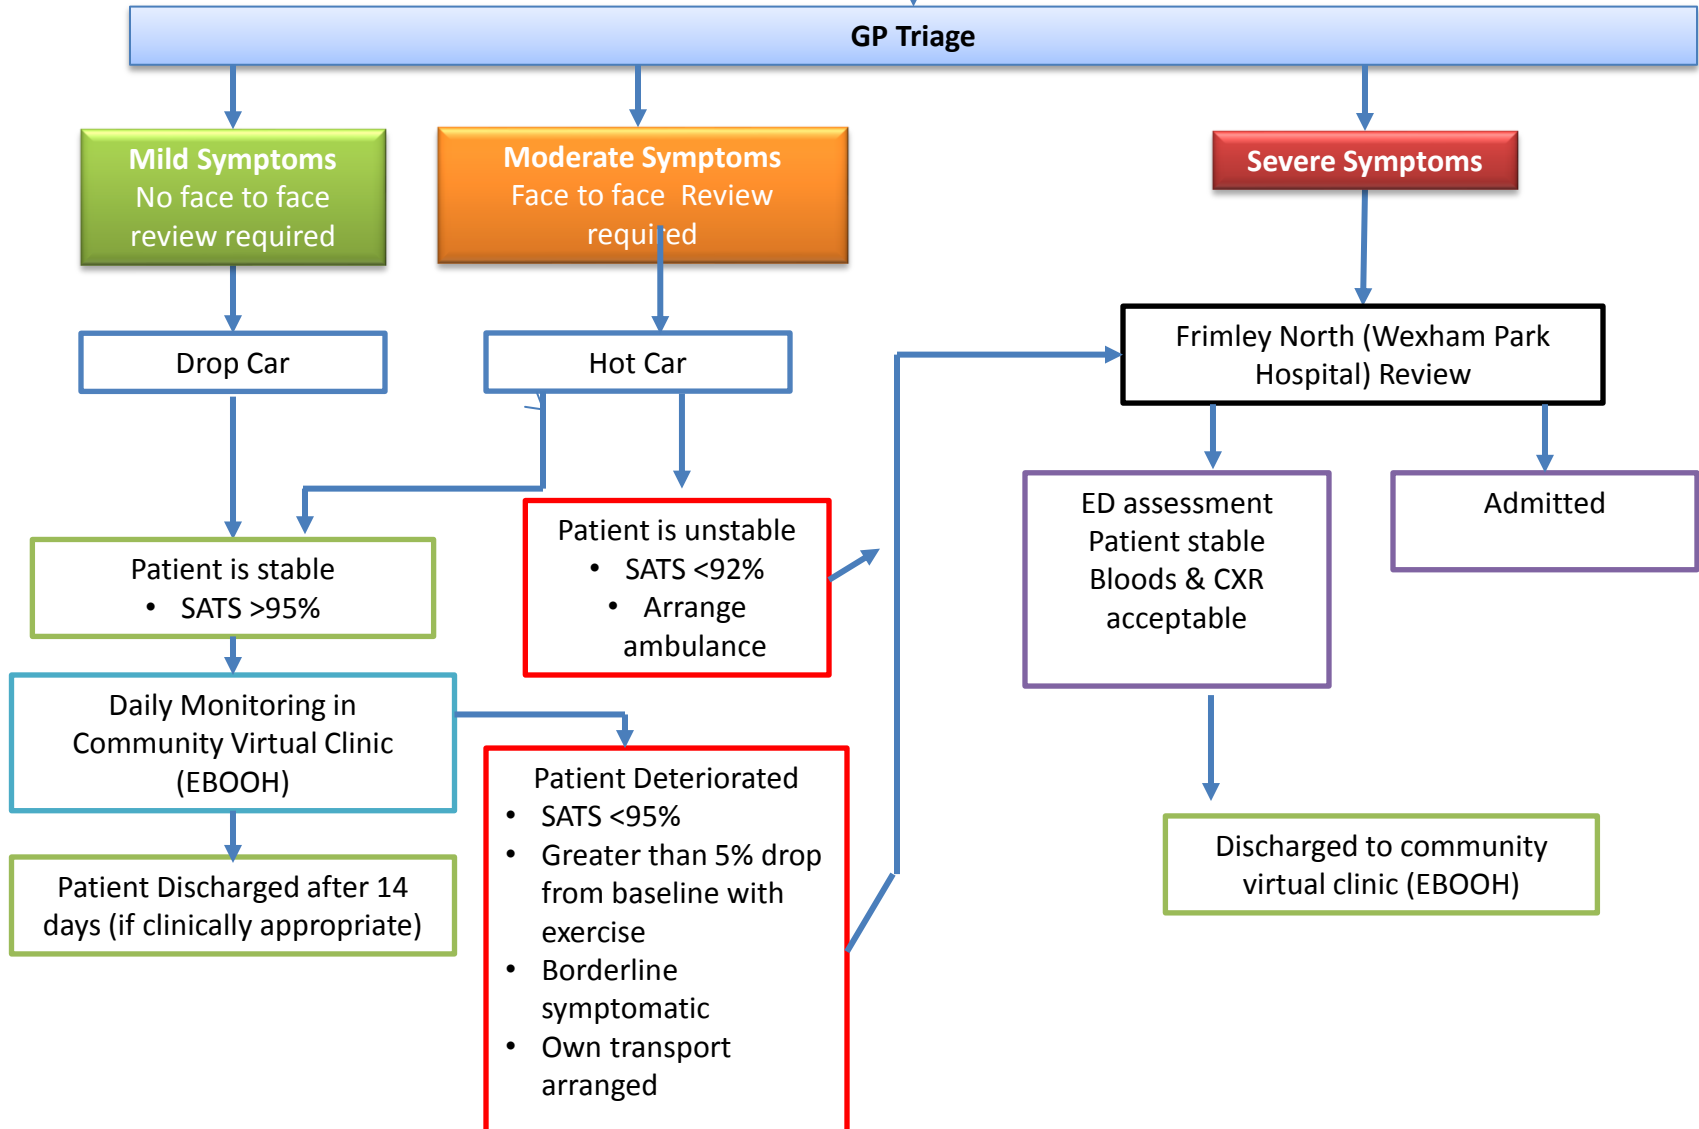 GP Triage
Mild Symptoms
No face to face
review required
Moderate Symptoms
Face to face Review
required
Severe Symptoms
Drop Car
Hot Car
Frimley North (Wexham Park
Hospital) Review
Patient is stable
• SATS >95%
Patient is unstable
• SATS <92%
• Arrange
ambulance
ED assessment
Patient stable
Bloods & CXR
acceptable
Admitted
Daily Monitoring in
Community Virtual Clinic
(EBOOH)
Patient Deteriorated
• SATS <95%
• Greater than 5% drop
from baseline with
exercise
• Borderline
symptomatic
• Own transport
arranged
Patient Discharged after 14
days (if clinically appropriate)
Discharged to community
virtual clinic (EBOOH)